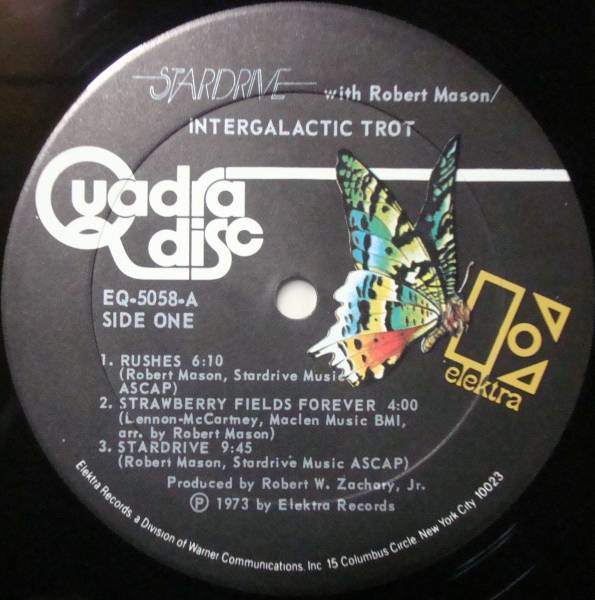 STARDRIVE with Robert Mason/
INTERGALACTIC TROT
Quadra
disc
EQ-5058-A
SIDE ONE
elektra
1. RUSHES 6:10
(Robert Mason, Stardrive Music
ASCAP)
2. STRAWBERRY FIELDS FOREVER 4:00
(Lennon-McCartney, Maclen Music BMI,
arr. by Robert Mason)
3. STARDRIVE 9:45
(Robert Mason, Stardrive Music ASCAP)
Produced by Robert W. Zachary, Jr.
Ⓟ 1973 by Elektra Records
Elektra Records, a Division of Warner Communications, Inc 15 Columbus Circle, New York City 10023